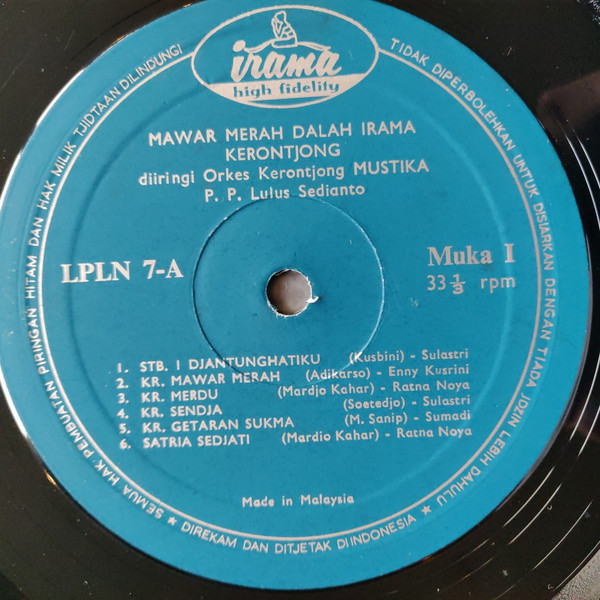 irama
high fidelity
MAWAR MERAH DALAH IRAMA
KERONTJONG
diiringi Orkes Kerontjong MUSTIKA
P. P. Lulus Sedianto
LPLN 7-A
Muka I
33 1/3 rpm
1. STB. I DJANTUNGHATIKU (Kusbini) - Sulastri
2. KR. MAWAR MERAH (Adikarso) - Enny Kusrini
3. KR. MERDU (Mardjo Kahar) - Ratna Noya
4. KR. SENDJA (Soetedjo) - Sulastri
5. KR. GETARAN SUKMA (M. Sanip) - Sumadi
6. SATRIA SEDJATI (Mardio Kahar) - Ratna Noya
Made in Malaysia
★ SEMUA HAK PEMBUATAN PIRINGAN HITAM DAN HAK MILIK TJIDTAAN DILINDUNGI
TIDAK DIPERBOLEHKAN UNTUK DISIARKAN DENGAN TIADA JOZIN LEBIH DAHULU
★ DIREKAM DAN DITJETAK DI INDONESIA ★